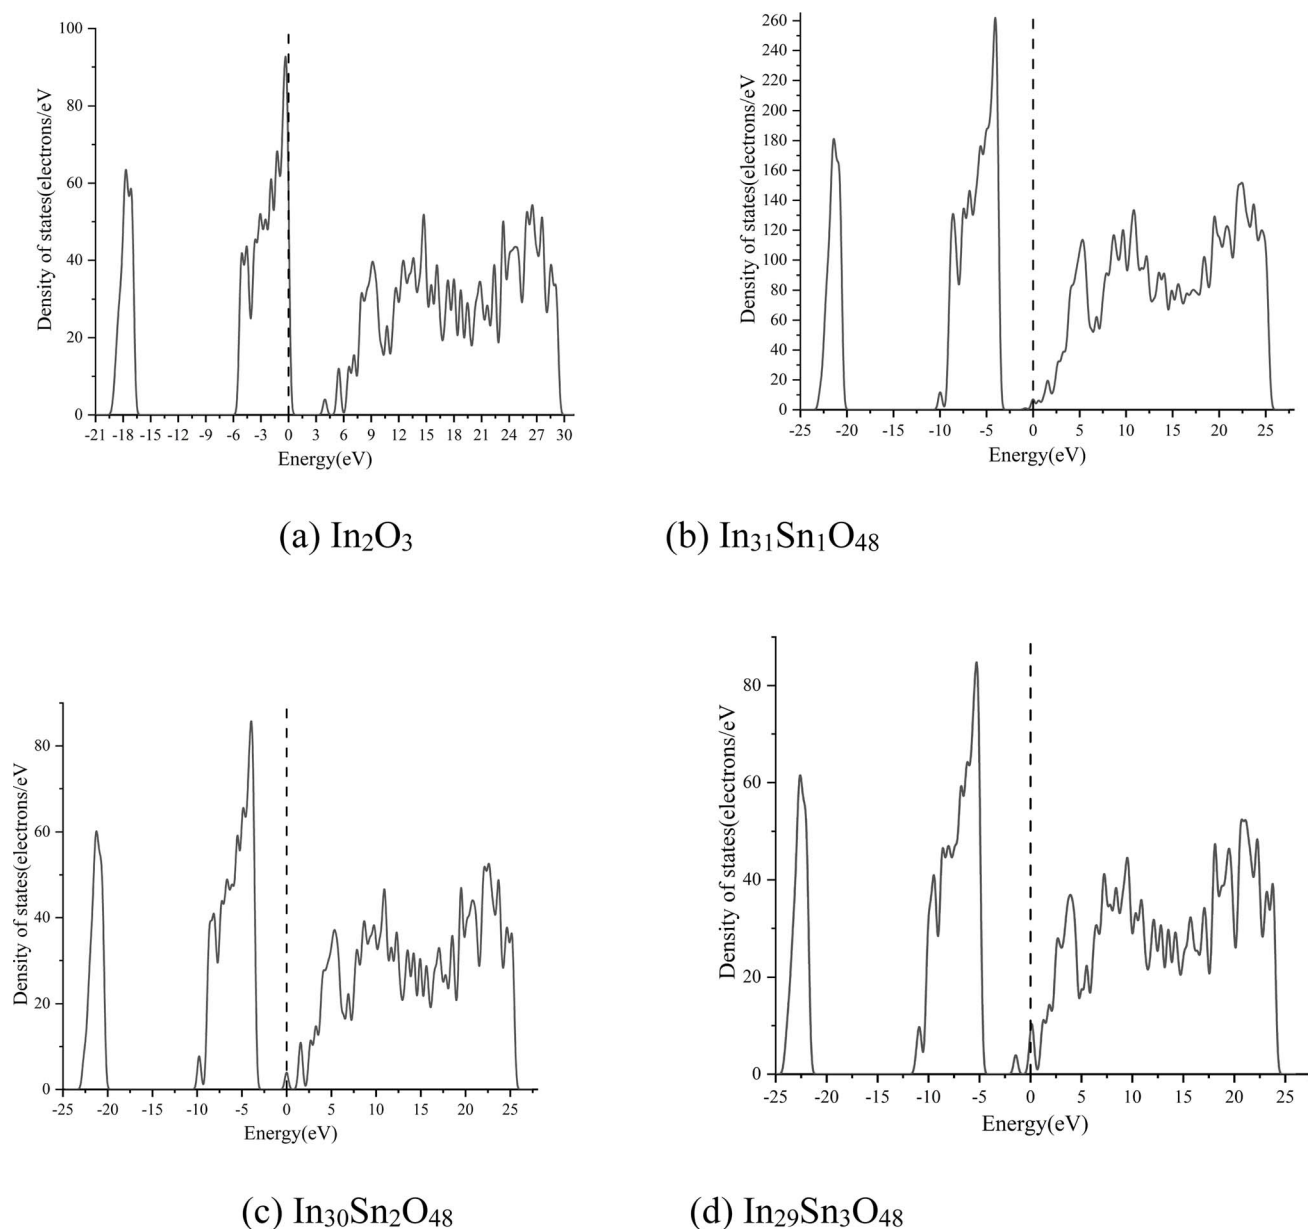 100
80
60
40
20
0
Density of states(electrons/eV
-21 -18 -15 -12 -9 -6 -3 0 3 6 9 12 15 18 21 24 27 30
Energy(eV)
(a) In₂O₃
260
240
220
200
180
160
140
120
100
80
60
40
20
0
Density of states(electrons/eV
-25 -20 -15 -10 -5 0 5 10 15 20 25
Energy(eV)
(b) In₃₁Sn₁O₄₈
80
60
40
20
0
Density of states(electrons/eV
-25 -20 -15 -10 -5 0 5 10 15 20 25
Energy(eV)
(c) In₃₀Sn₂O₄₈
80
60
40
20
0
Density of states(electrons/eV
-25 -20 -15 -10 -5 0 5 10 15 20 25
Energy(eV)
(d) In₂₉Sn₃O₄₈